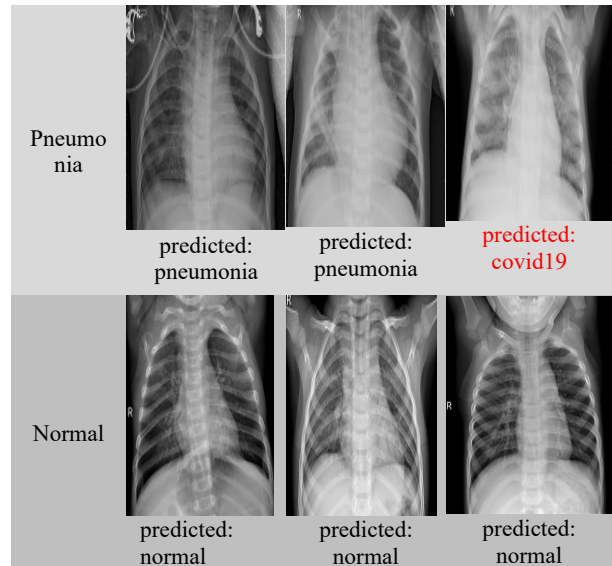 Pneumo
nia
R
R
K
predicted:
pneumonia
predicted:
pneumonia
predicted:
covid19
Normal
R
R
R
predicted:
normal
predicted:
normal
predicted:
normal